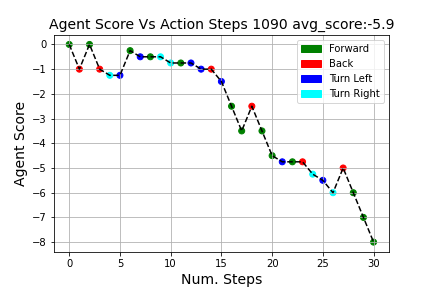 Agent Score Vs Action Steps 1090 avg_score:-5.9
Agent Score
0
−1
−2
−3
−4
−5
−6
−7
−8
Forward
Back
Turn Left
Turn Right
0 5 10 15 20 25 30
Num. Steps